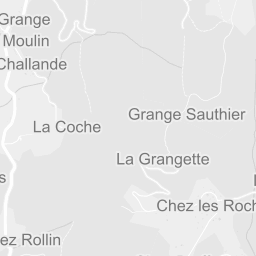 Grange
Moulin
Challande
Grange Sauthier
La Coche
La Grangette
s
Chez les Roch
ez Rollin